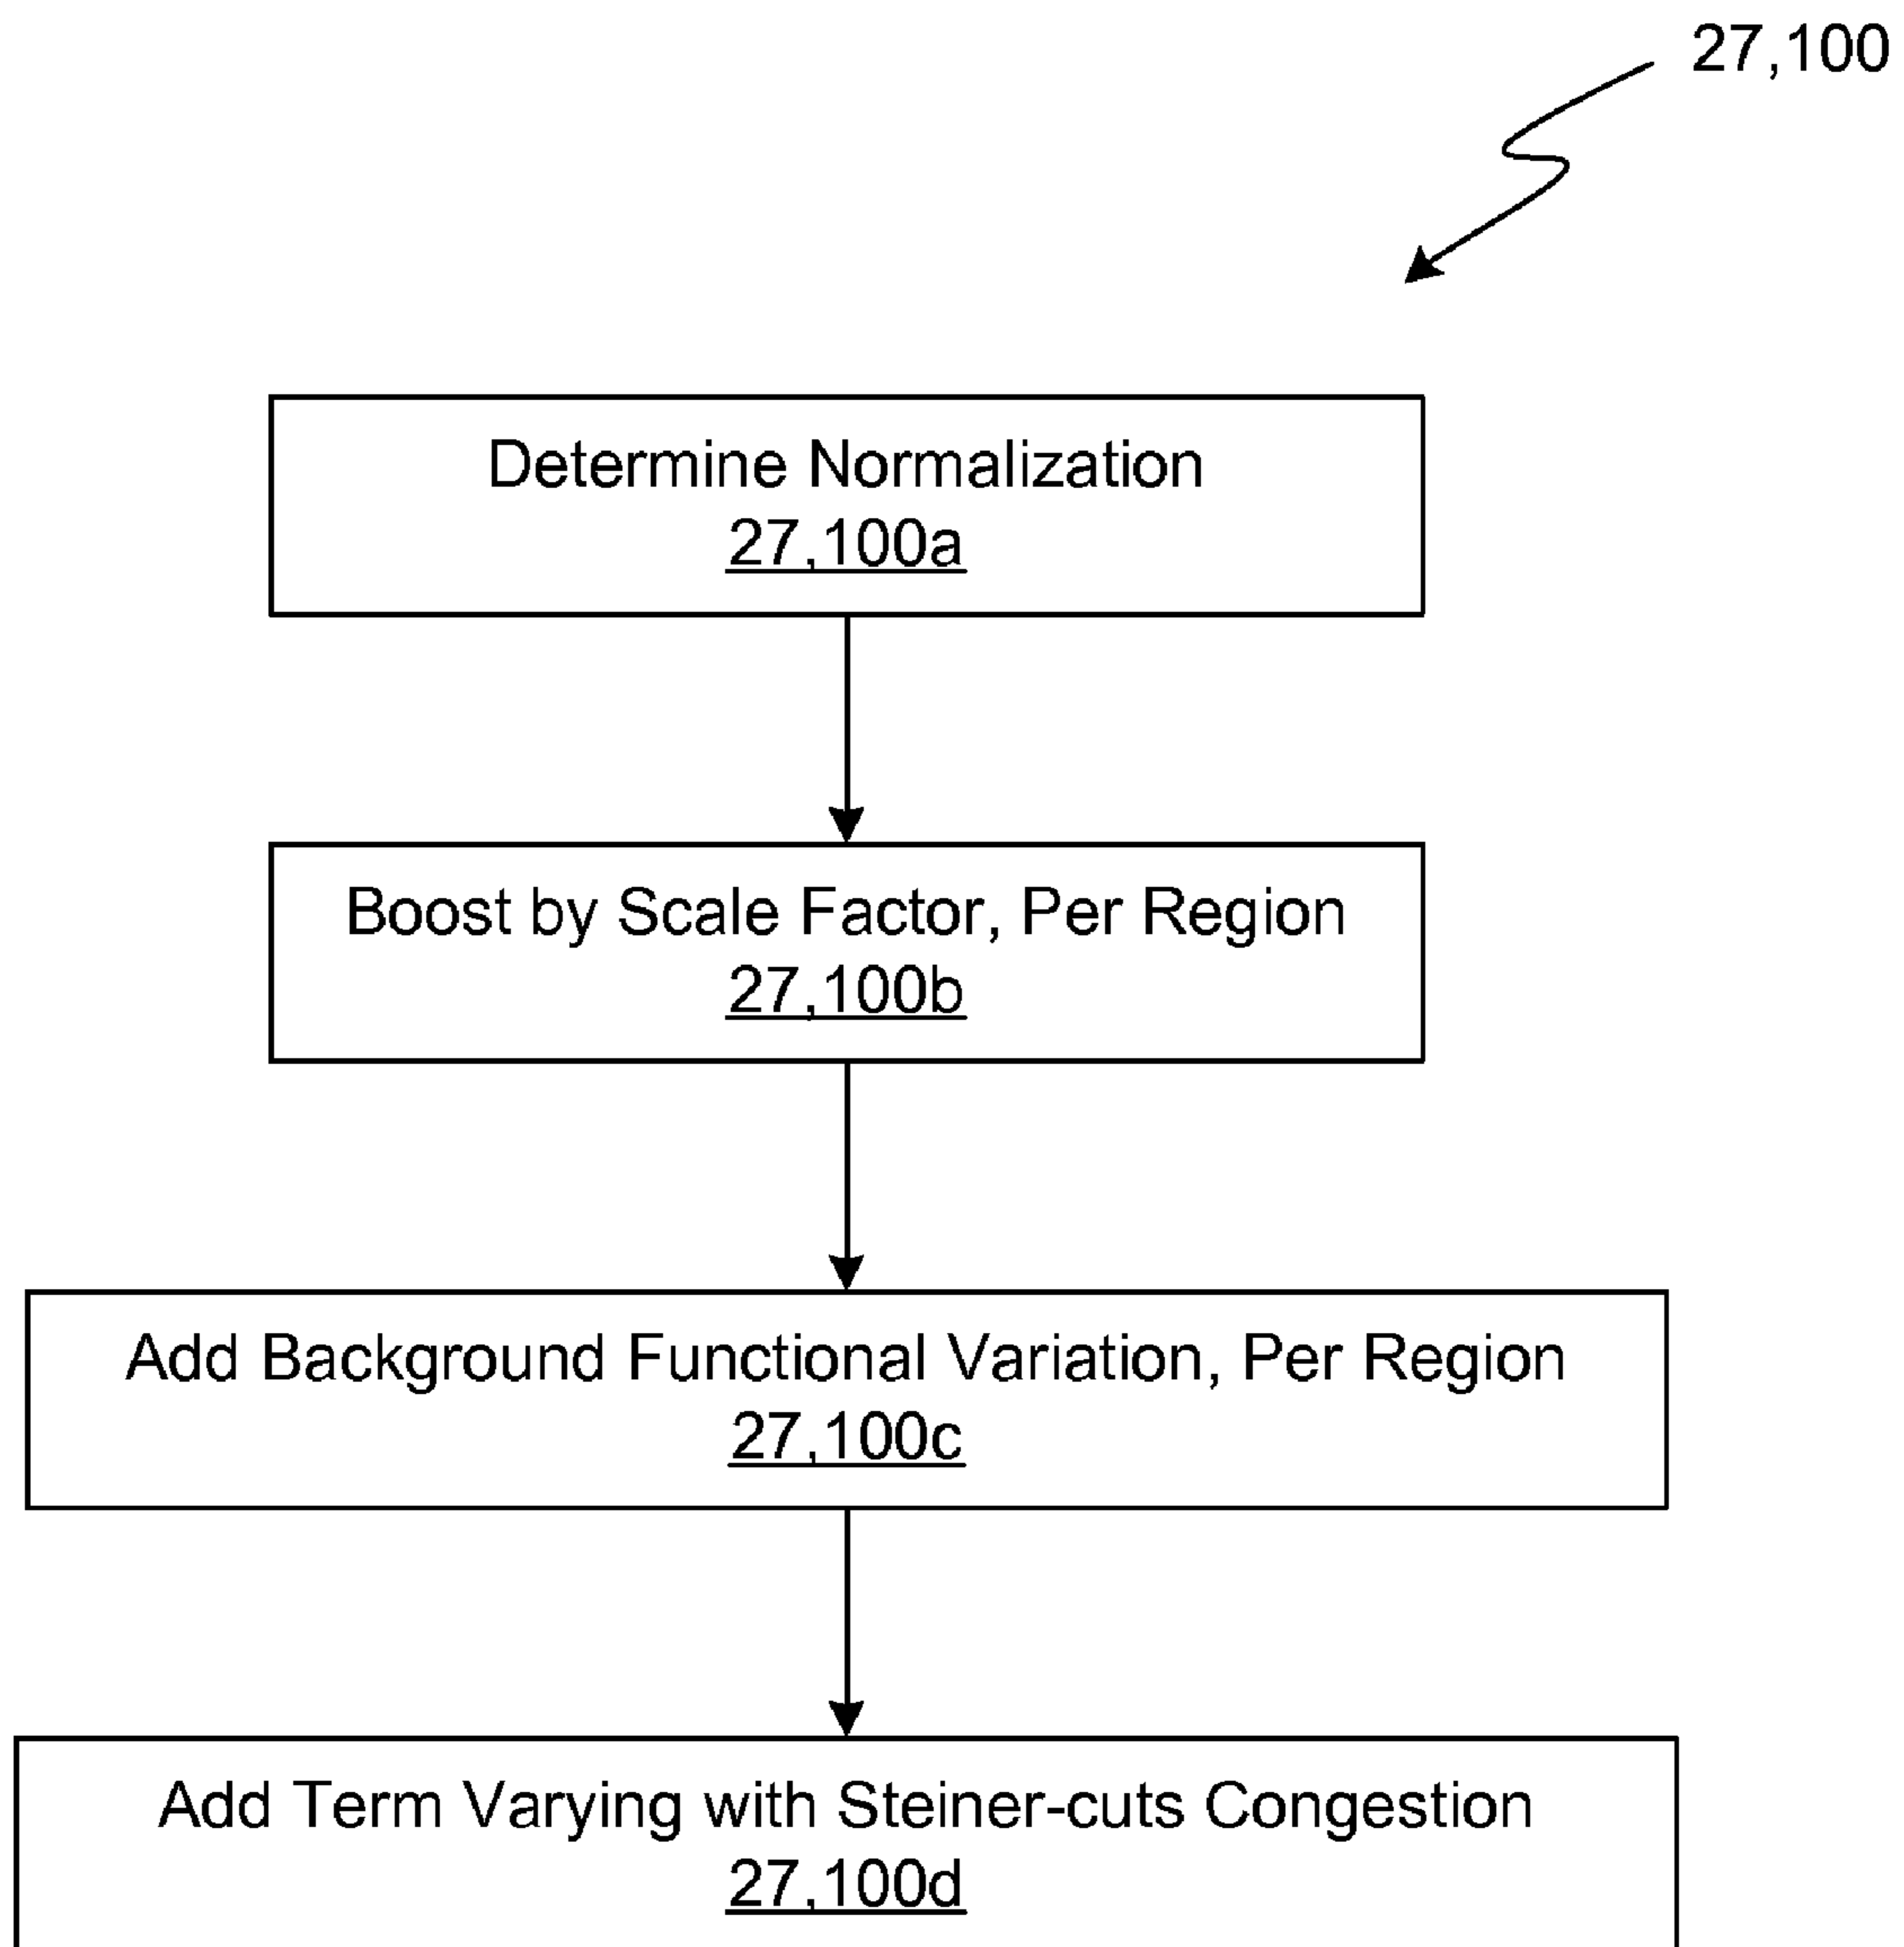 27,100
Determine Normalization
27,100a
Boost by Scale Factor, Per Region
27,100b
Add Background Functional Variation, Per Region
27,100c
Add Term Varying with Steiner-cuts Congestion
27,100d